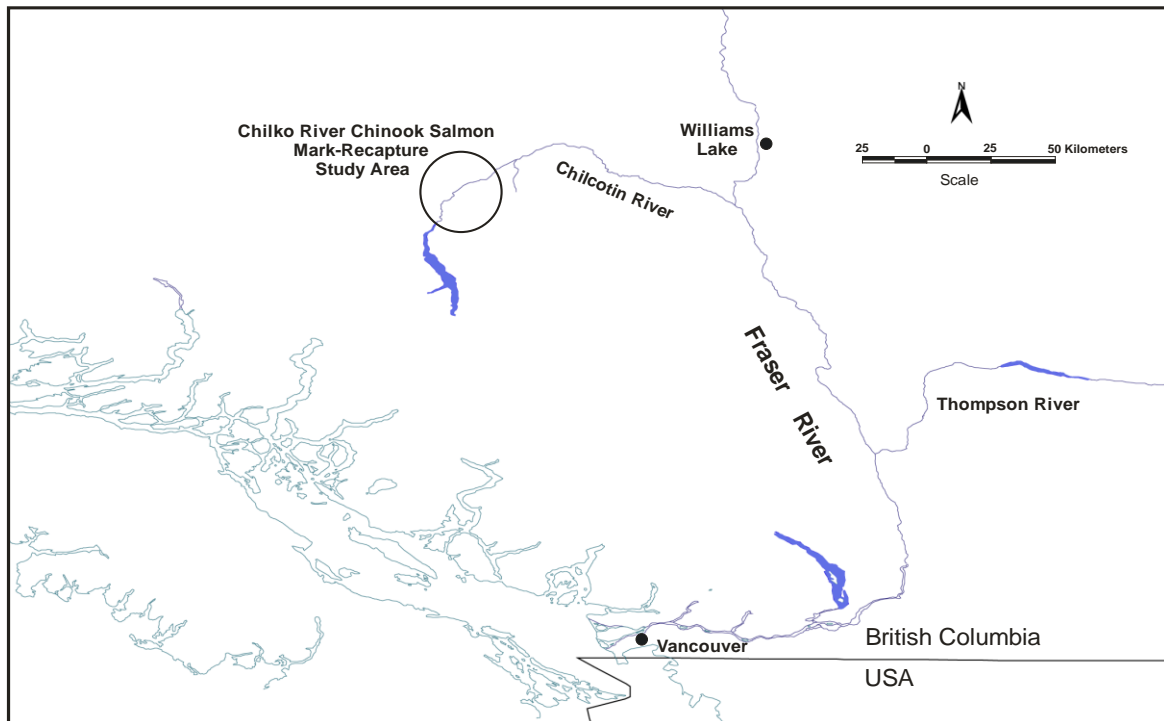 Chilko River Chinook Salmon
Mark-Recapture
Study Area
Williams
Lake
N
25 0 25 50 Kilometers
Scale
Chilcotin River
Fraser River
Thompson River
Vancouver
British Columbia
USA